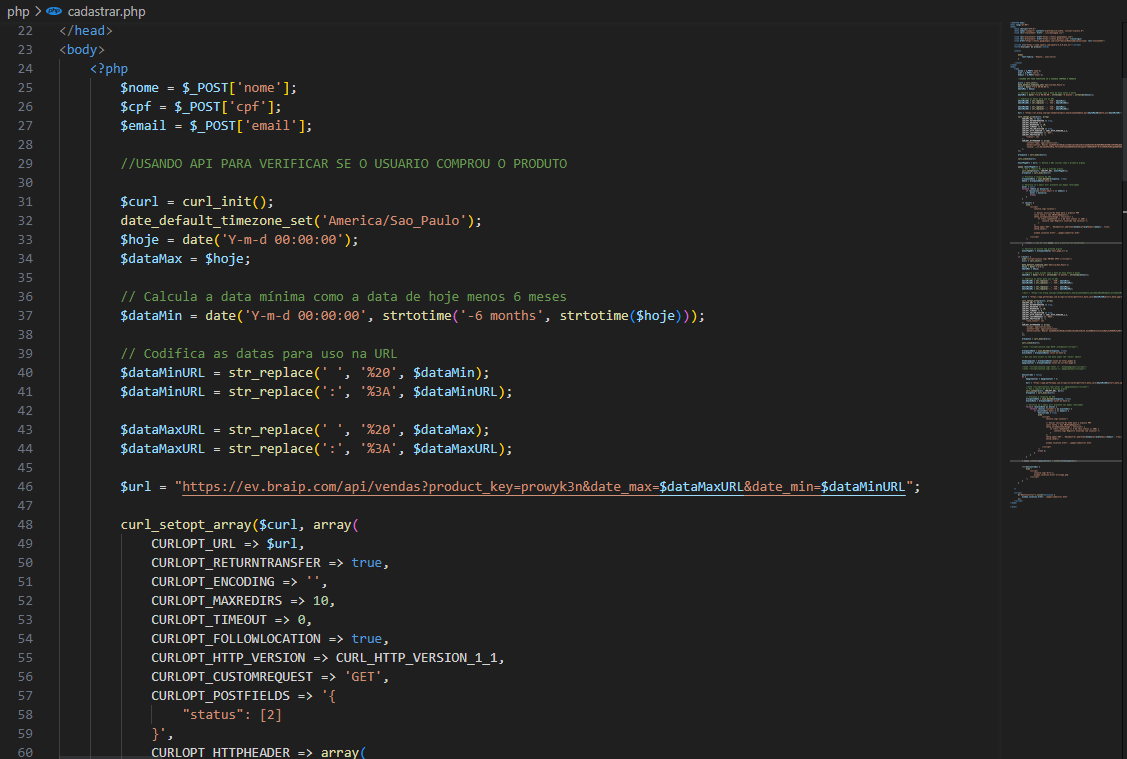 php > cadastrar.php
22 </head>
23 <body>
24 <?php
25 $nome = $_POST['nome'];
26 $cpf = $_POST['cpf'];
27 $email = $_POST['email'];
28
29 //USANDO API PARA VERIFICAR SE O USUARIO COMPROU O PRODUTO
30
31 $curl = curl_init();
32 date_default_timezone_set('America/Sao_Paulo');
33 $hoje = date('Y-m-d 00:00:00');
34 $dataMax = $hoje;
35
36 // Calcula a data mínima como a data de hoje menos 6 meses
37 $dataMin = date('Y-m-d 00:00:00', strtotime('-6 months', strtotime($hoje)));
38
39 // Codifica as datas para uso na URL
40 $dataMinURL = str_replace(' ', '%20', $dataMin);
41 $dataMinURL = str_replace(':', '%3A', $dataMinURL);
42
43 $dataMaxURL = str_replace(' ', '%20', $dataMax);
44 $dataMaxURL = str_replace(':', '%3A', $dataMaxURL);
45
46 $url = "https://ev.braip.com/api/vendas?product_key=prowyk3n&date_max=$dataMaxURL&date_min=$dataMinURL";
47
48 curl_setopt_array($curl, array(
49 CURLOPT_URL => $url,
50 CURLOPT_RETURNTRANSFER => true,
51 CURLOPT_ENCODING => '',
52 CURLOPT_MAXREDIRS => 10,
53 CURLOPT_TIMEOUT => 0,
54 CURLOPT_FOLLOWLOCATION => true,
55 CURLOPT_HTTP_VERSION => CURL_HTTP_VERSION_1_1,
56 CURLOPT_CUSTOMREQUEST => 'GET',
57 CURLOPT_POSTFIELDS => '{
58 "status": [2]
59 }',
60 CURLOPT_HTTPHEADER => array(